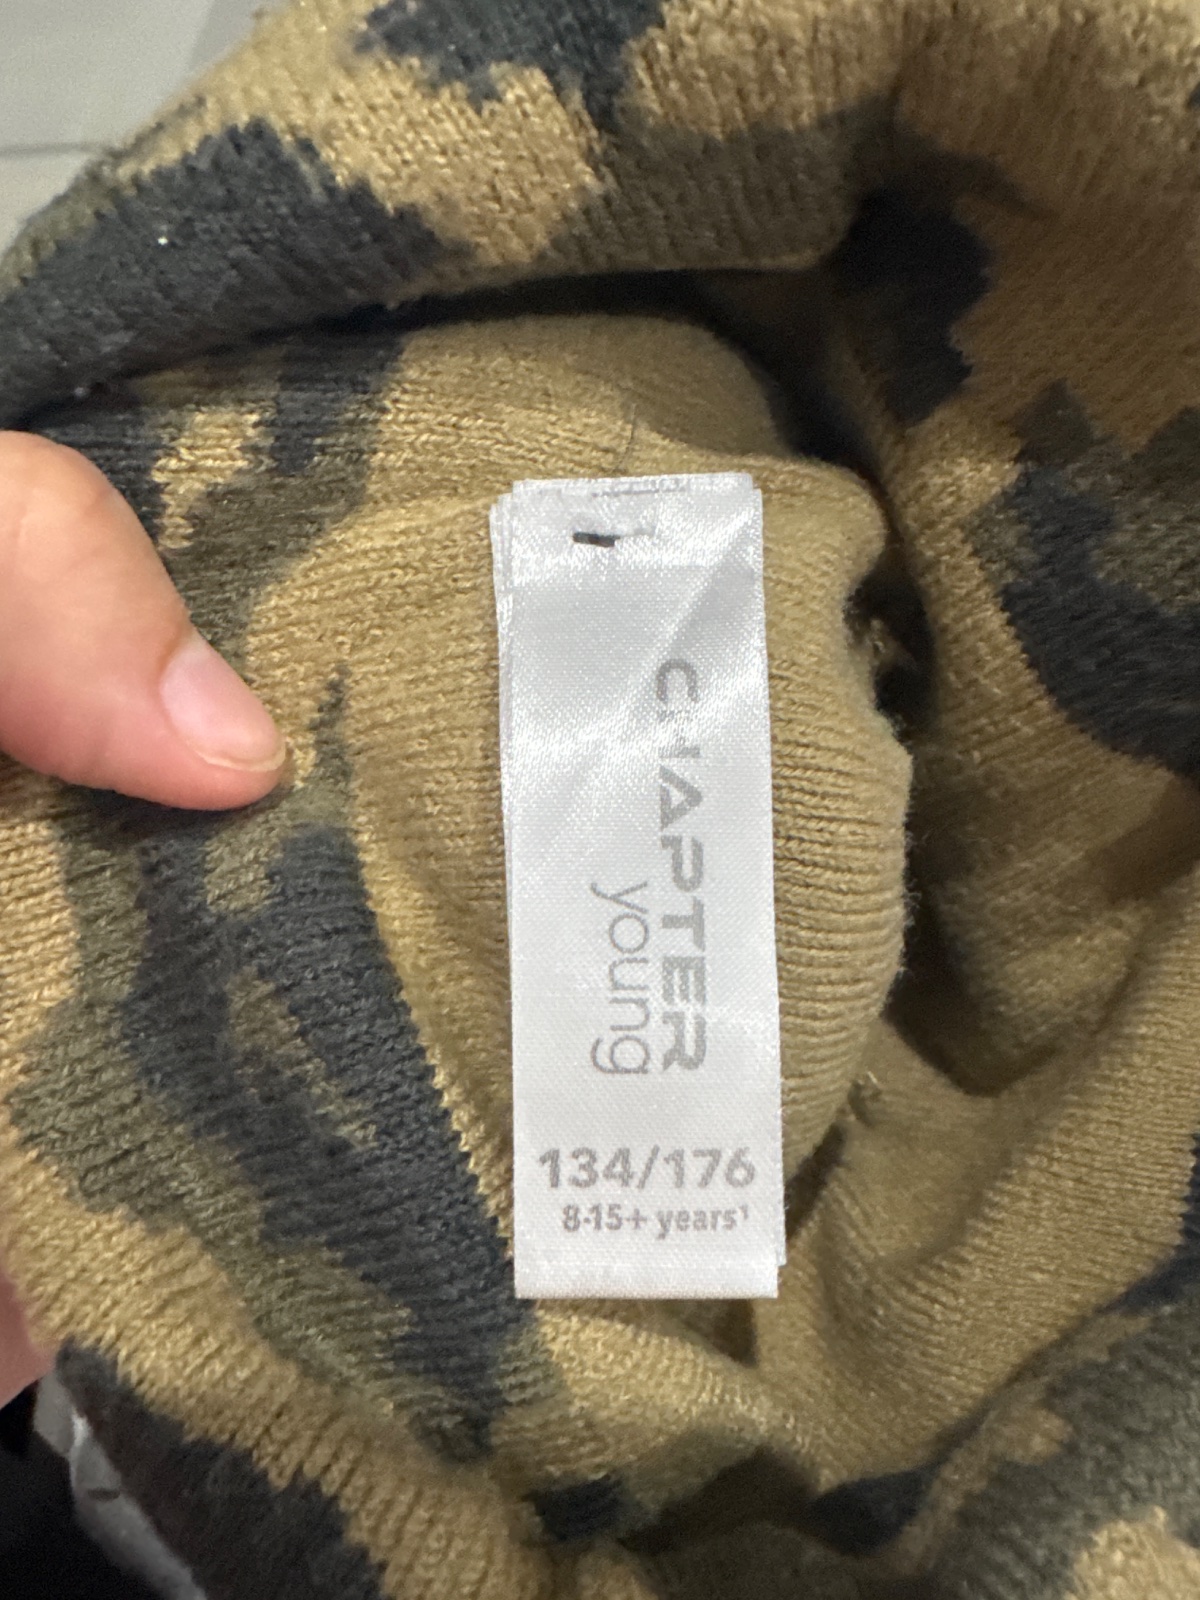 CHAPTER
young
134/176
8-15+ years¹